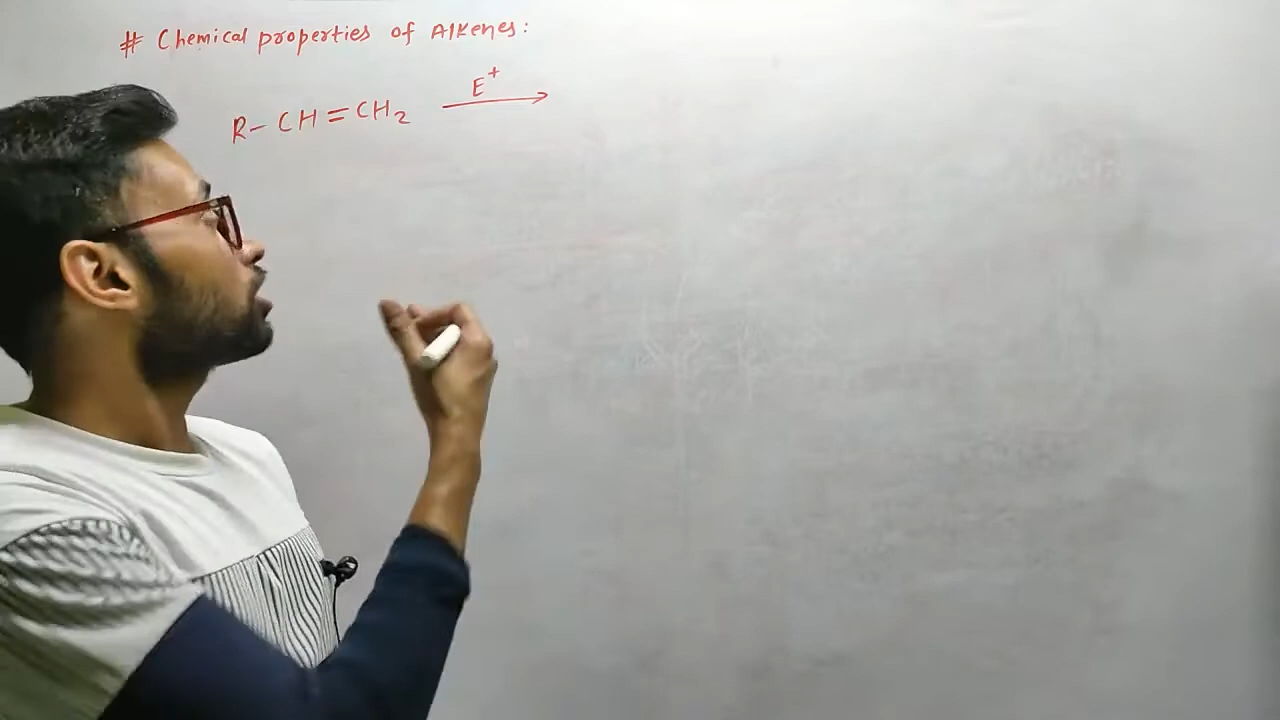 # Chemical properties of Alkenes:
R-CH=CH₂ E⁺ →